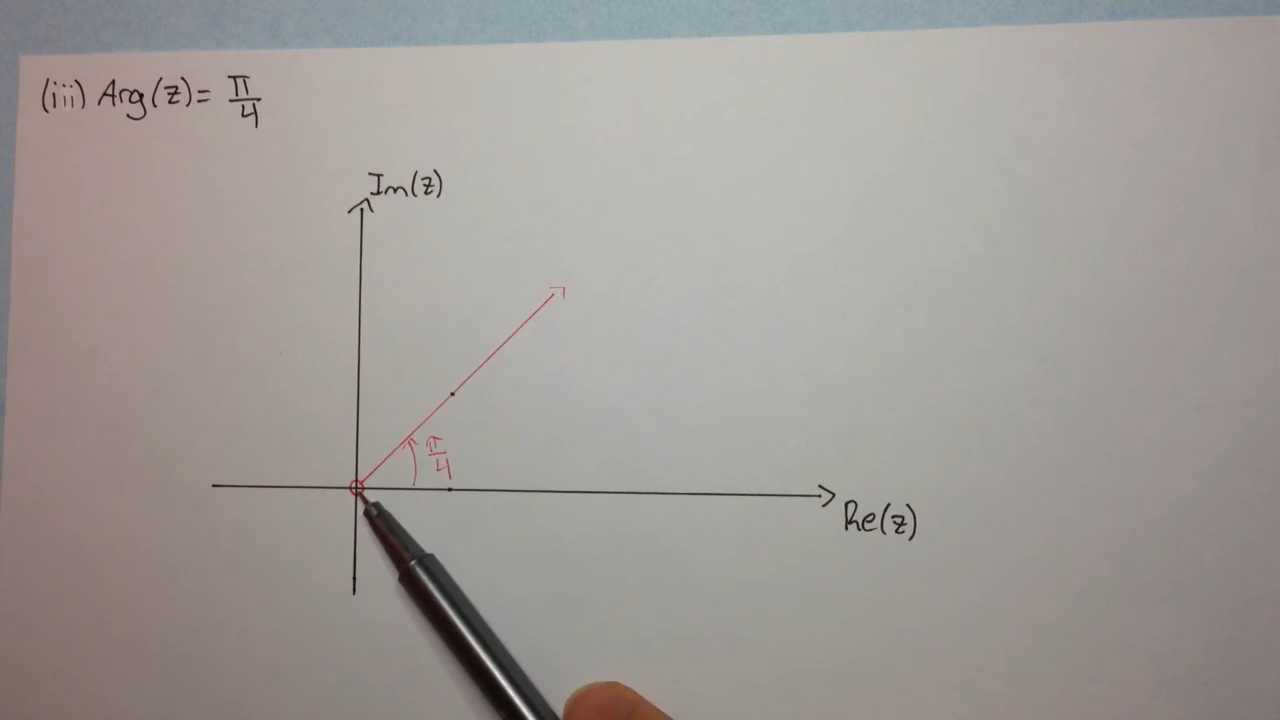 (iii) Arg(z) = π/4
Im(z)
π/4
Re(z)